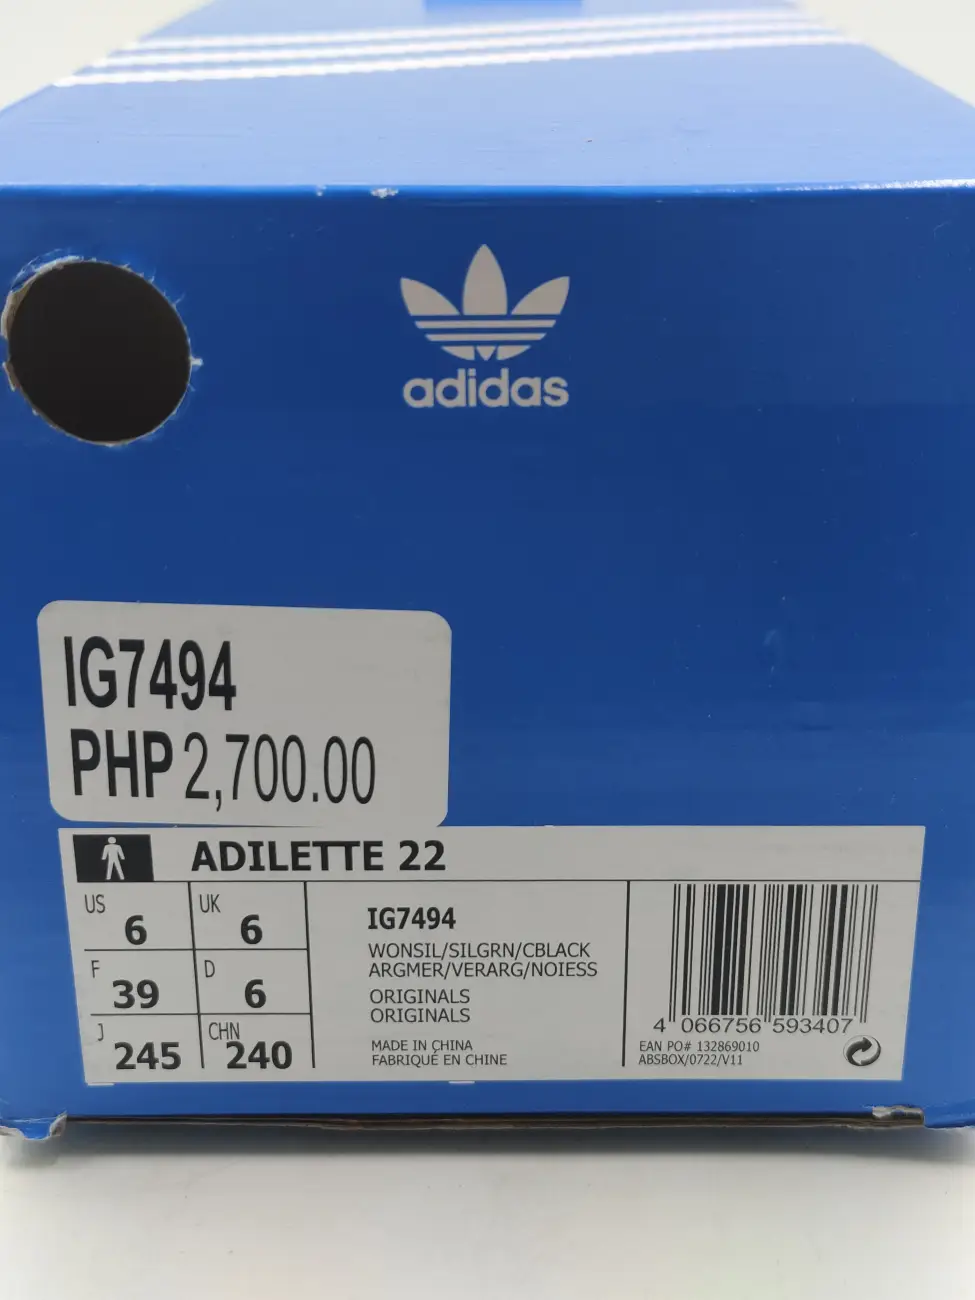 adidas
IG7494
PHP 2,700.00
ADILETTE 22
US 6 UK 6
F 39 D 6
J 245 CHN 240
IG7494
WONSIL/SILGRN/CBLACK
ARGMER/VERARG/NOIESS
ORIGINALS
ORIGINALS
MADE IN CHINA
FABRIQUÉ EN CHINE
4 066756 593407
EAN PO# 132869010
ABSBOX/0722/V11